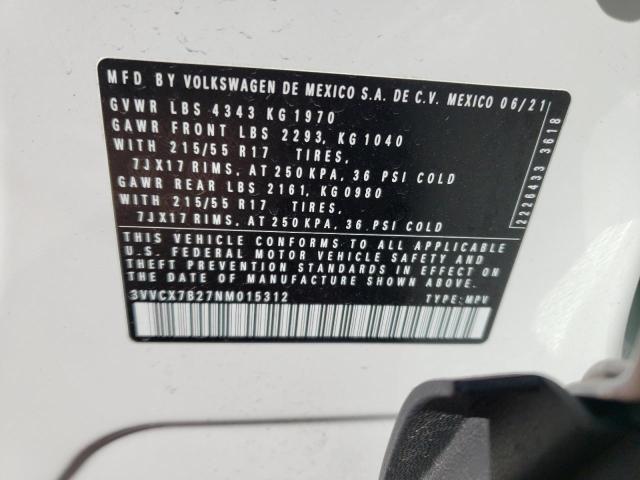 MFD BY VOLKSWAGEN DE MEXICO S.A. DE C.V. MEXICO 06/21
GVWR LBS 4343 KG 1970
GAWR FRONT LBS 2293, KG 1040
WITH 215/55 R17 TIRES,
7JX17 RIMS, AT 250 KPA, 36 PSI COLD
GAWR REAR LBS 2161, KG0980
WITH 215/55 R17 TIRES,
7JX17 RIMS, AT 250 KPA, 36 PSI COLD
THIS VEHICLE CONFORMS TO ALL APPLICABLE
U.S. FEDERAL MOTOR VEHICLE SAFETY AND
THEFT PREVENTION STANDARDS IN EFFECT ON
THE DATE OF MANUFACTURE SHOWN ABOVE.
3VVCX7B27NM015312 TYPE: MPV
2226433 3618